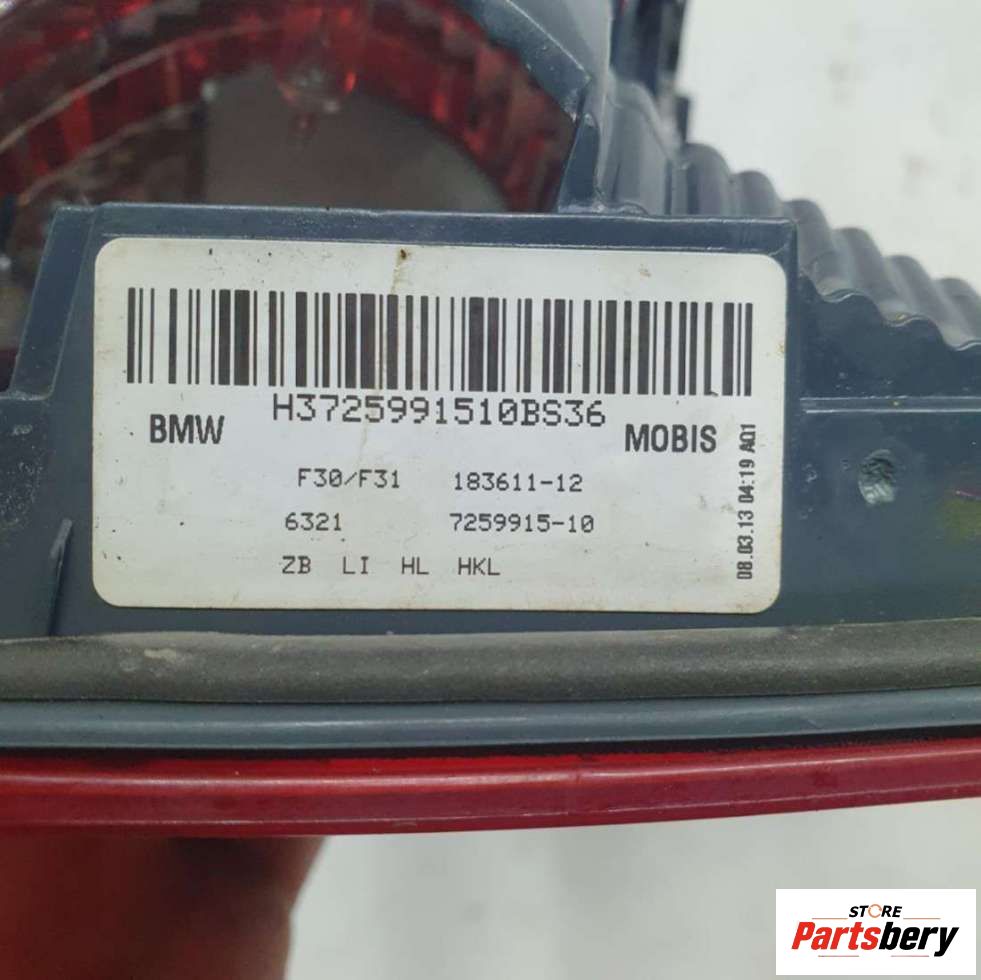 H3725991510BS36
BMW MOBIS
F30/F31 183611-12
6321 7259915-10
ZB LI HL HKL
08.03.13 04:19 A01
STORE
Partsbery